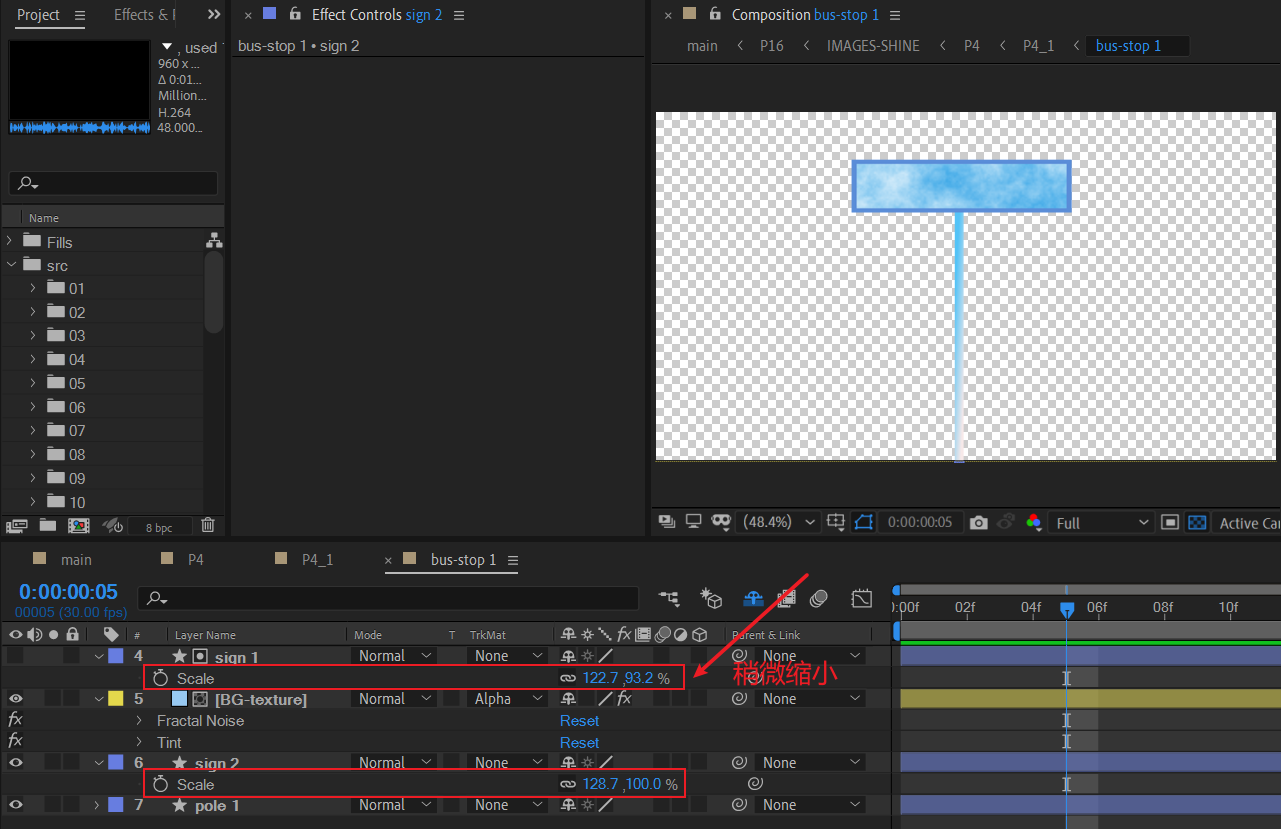 Project
Effects &
Effect Controls sign 2
Composition bus-stop 1
, used
960 x ...
Δ 0:01...
Million...
H.264
48.000...
bus-stop 1 • sign 2
main
P16
IMAGES-SHINE
P4
P4_1
bus-stop 1
Name
Fills
src
01
02
03
04
05
06
07
08
09
10
8 bpc
(48.4%)
0:00:00:05
Full
Active Ca
main
P4
P4_1
bus-stop 1
0:00:00:05
00005 (30.00 fps)
:00f
02f
04f
06f
08f
10f
# Layer Name Mode T TrkMat Parent & Link
4 sign 1 Normal None None
Scale 122.7,93.2 %
稍微缩小
5 [BG-texture] Normal Alpha None
Fractal Noise Reset
Tint Reset
6 sign 2 Normal None None
Scale 128.7,100.0 %
7 pole 1 Normal None None